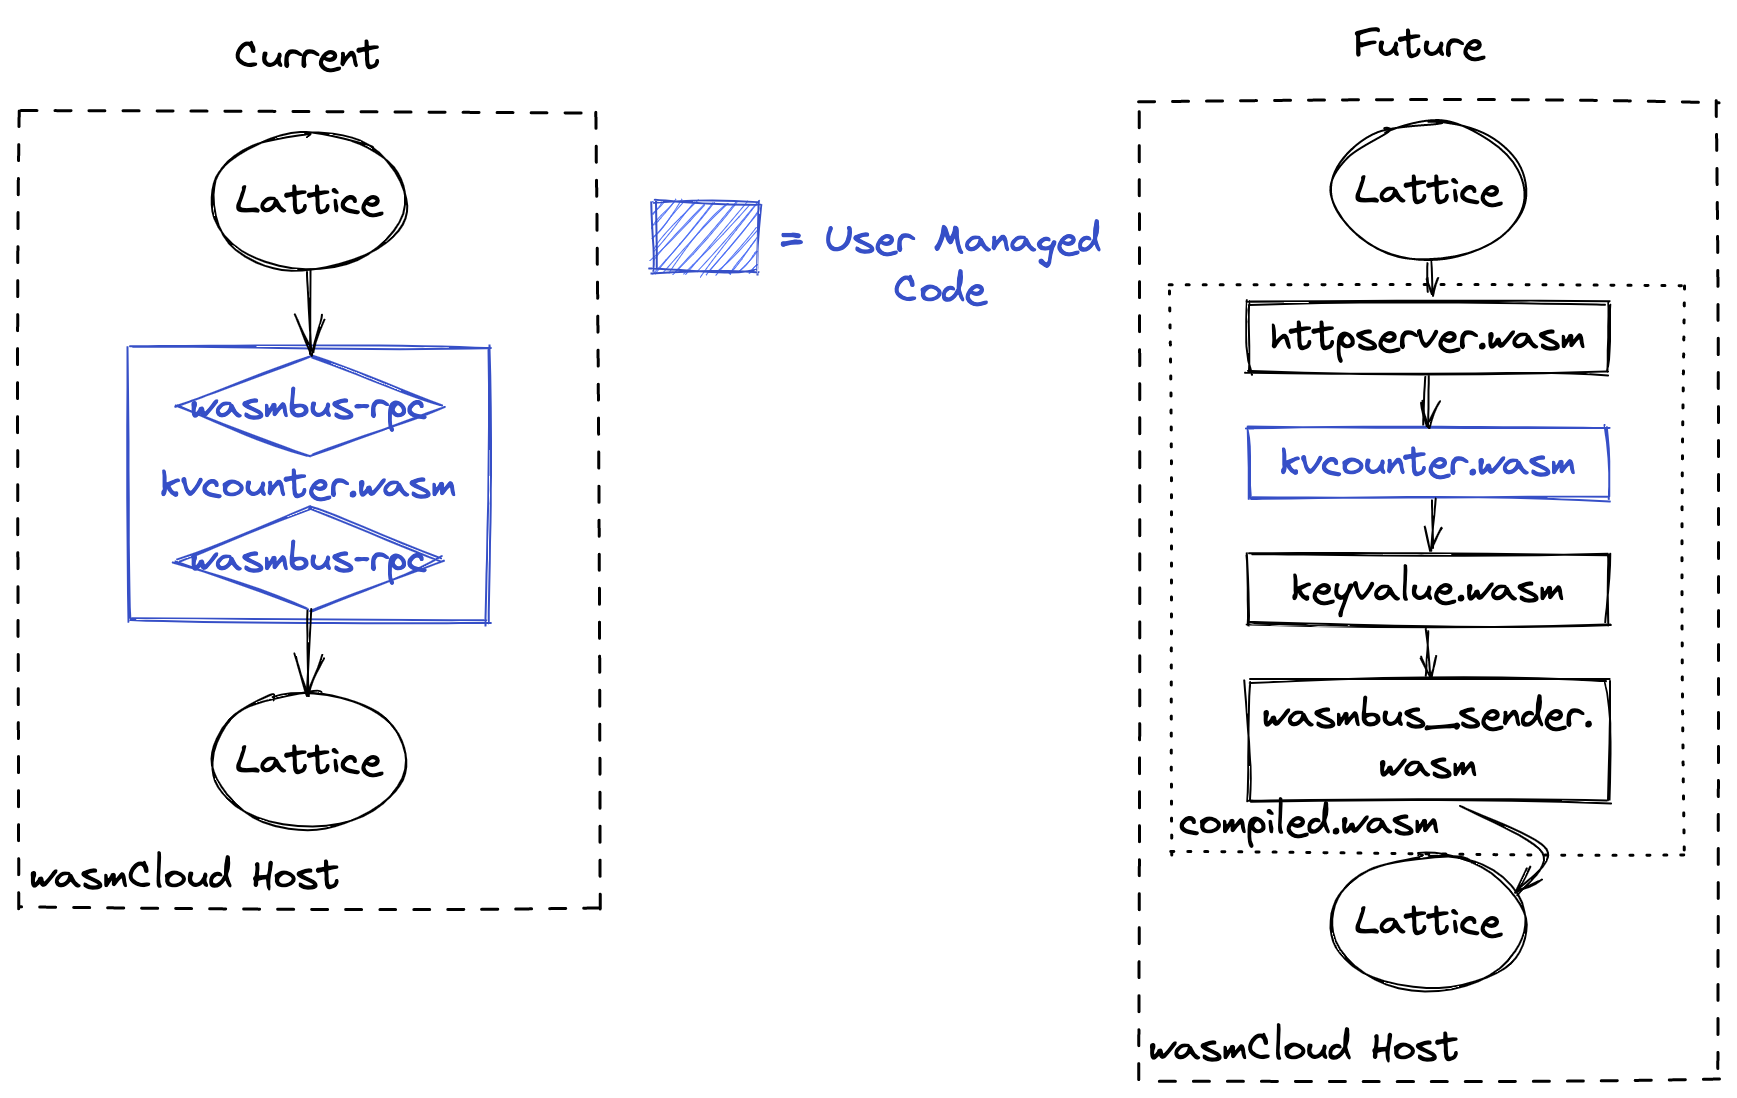 Current
Lattice
wasmbus-rpc
kvcounter.wasm
wasmbus-rpc
Lattice
wasmCloud Host
= User Managed
Code
Future
Lattice
httpserver.wasm
kvcounter.wasm
keyvalue.wasm
wasmbus_sender.
wasm
compiled.wasm
Lattice
wasmCloud Host